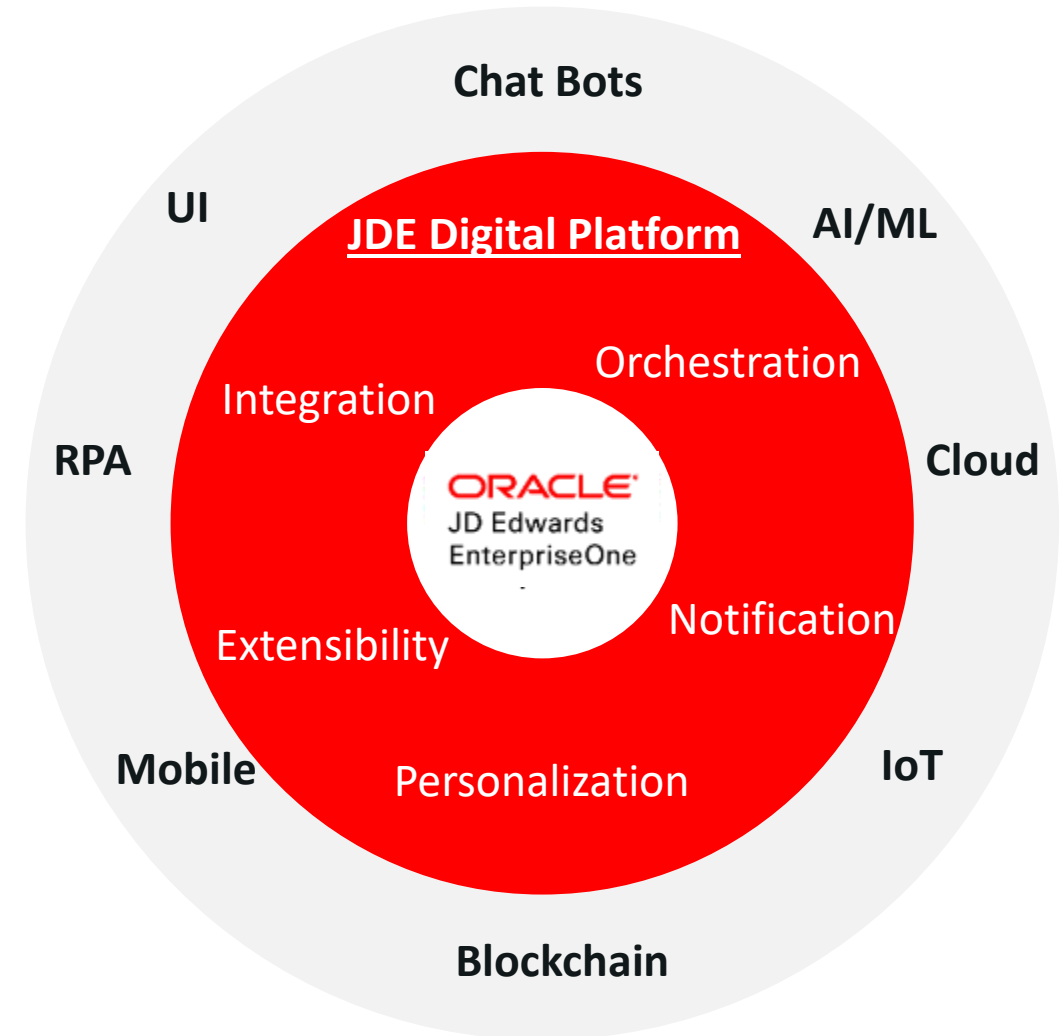 Chat Bots
UI
AI/ML
JDE Digital Platform
Orchestration
Integration
RPA
Cloud
ORACLE
JD Edwards
EnterpriseOne
Notification
Extensibility
Mobile
IoT
Personalization
Blockchain